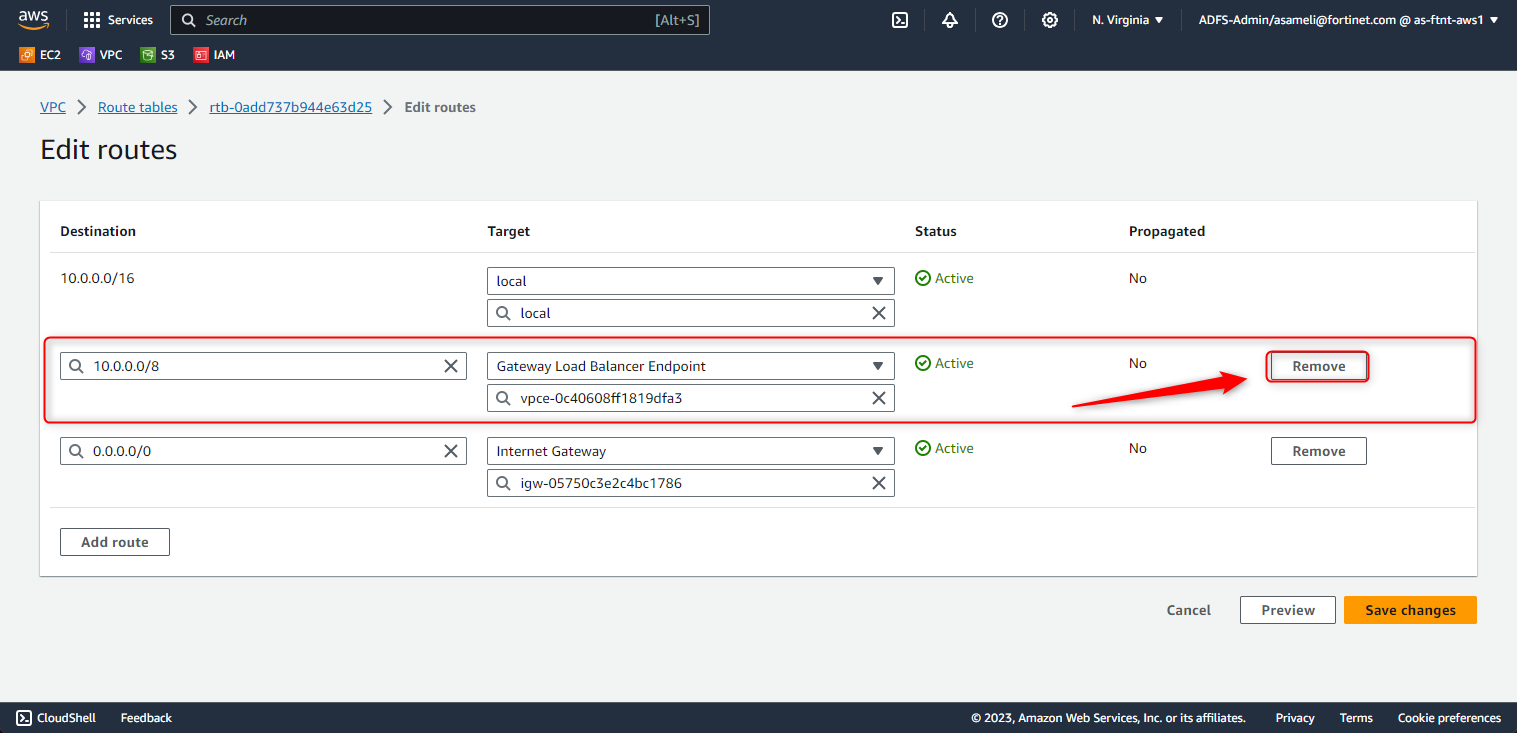 aws
Services
Search
[Alt+S]
N. Virginia
ADFS-Admin/asameli@fortinet.com @ as-ftnt-aws1
EC2
VPC
S3
IAM
VPC
Route tables
rtb-0add737b944e63d25
Edit routes
Edit routes
Destination
Target
Status
Propagated
10.0.0.0/16
local
Active
No
local
10.0.0.0/8
Gateway Load Balancer Endpoint
Active
No
Remove
vpce-0c40608ff1819dfa3
0.0.0.0/0
Internet Gateway
Active
No
Remove
igw-05750c3e2c4bc1786
Add route
Cancel
Preview
Save changes
CloudShell
Feedback
© 2023, Amazon Web Services, Inc. or its affiliates.
Privacy
Terms
Cookie preferences